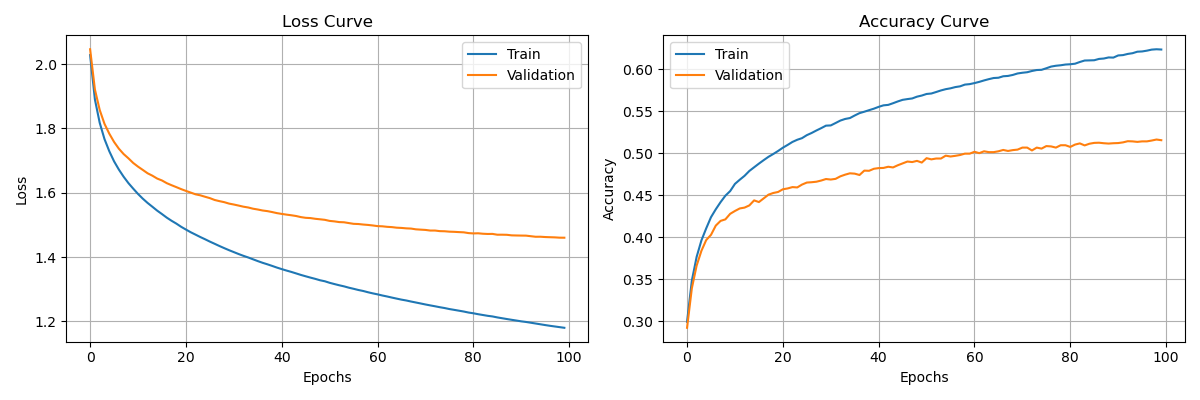 Loss Curve
Loss
2.0
1.8
1.6
1.4
1.2
Train
Validation
0 20 40 60 80 100
Epochs
Accuracy Curve
Accuracy
0.60
0.55
0.50
0.45
0.40
0.35
0.30
Train
Validation
0 20 40 60 80 100
Epochs